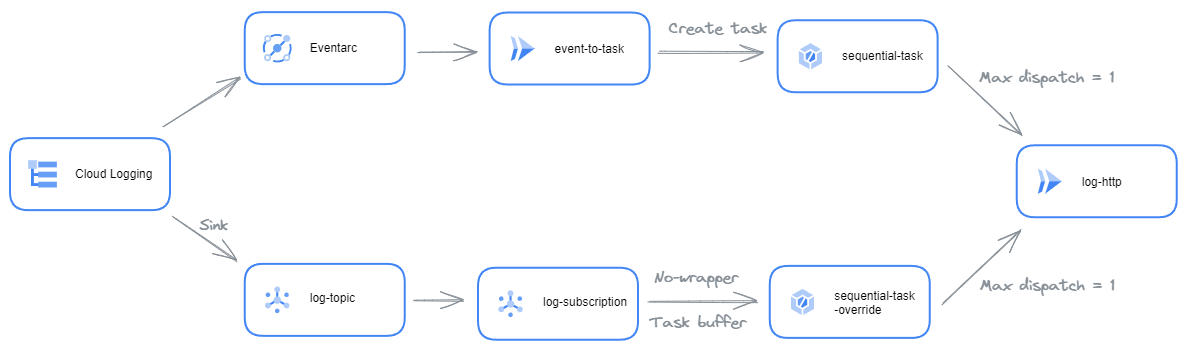 Eventarc
event-to-task
Create task
sequential-task
Max dispatch = 1
Cloud Logging
log-http
Sink
log-topic
log-subscription
No-wrapper
Task buffer
sequential-task
-override
Max dispatch = 1